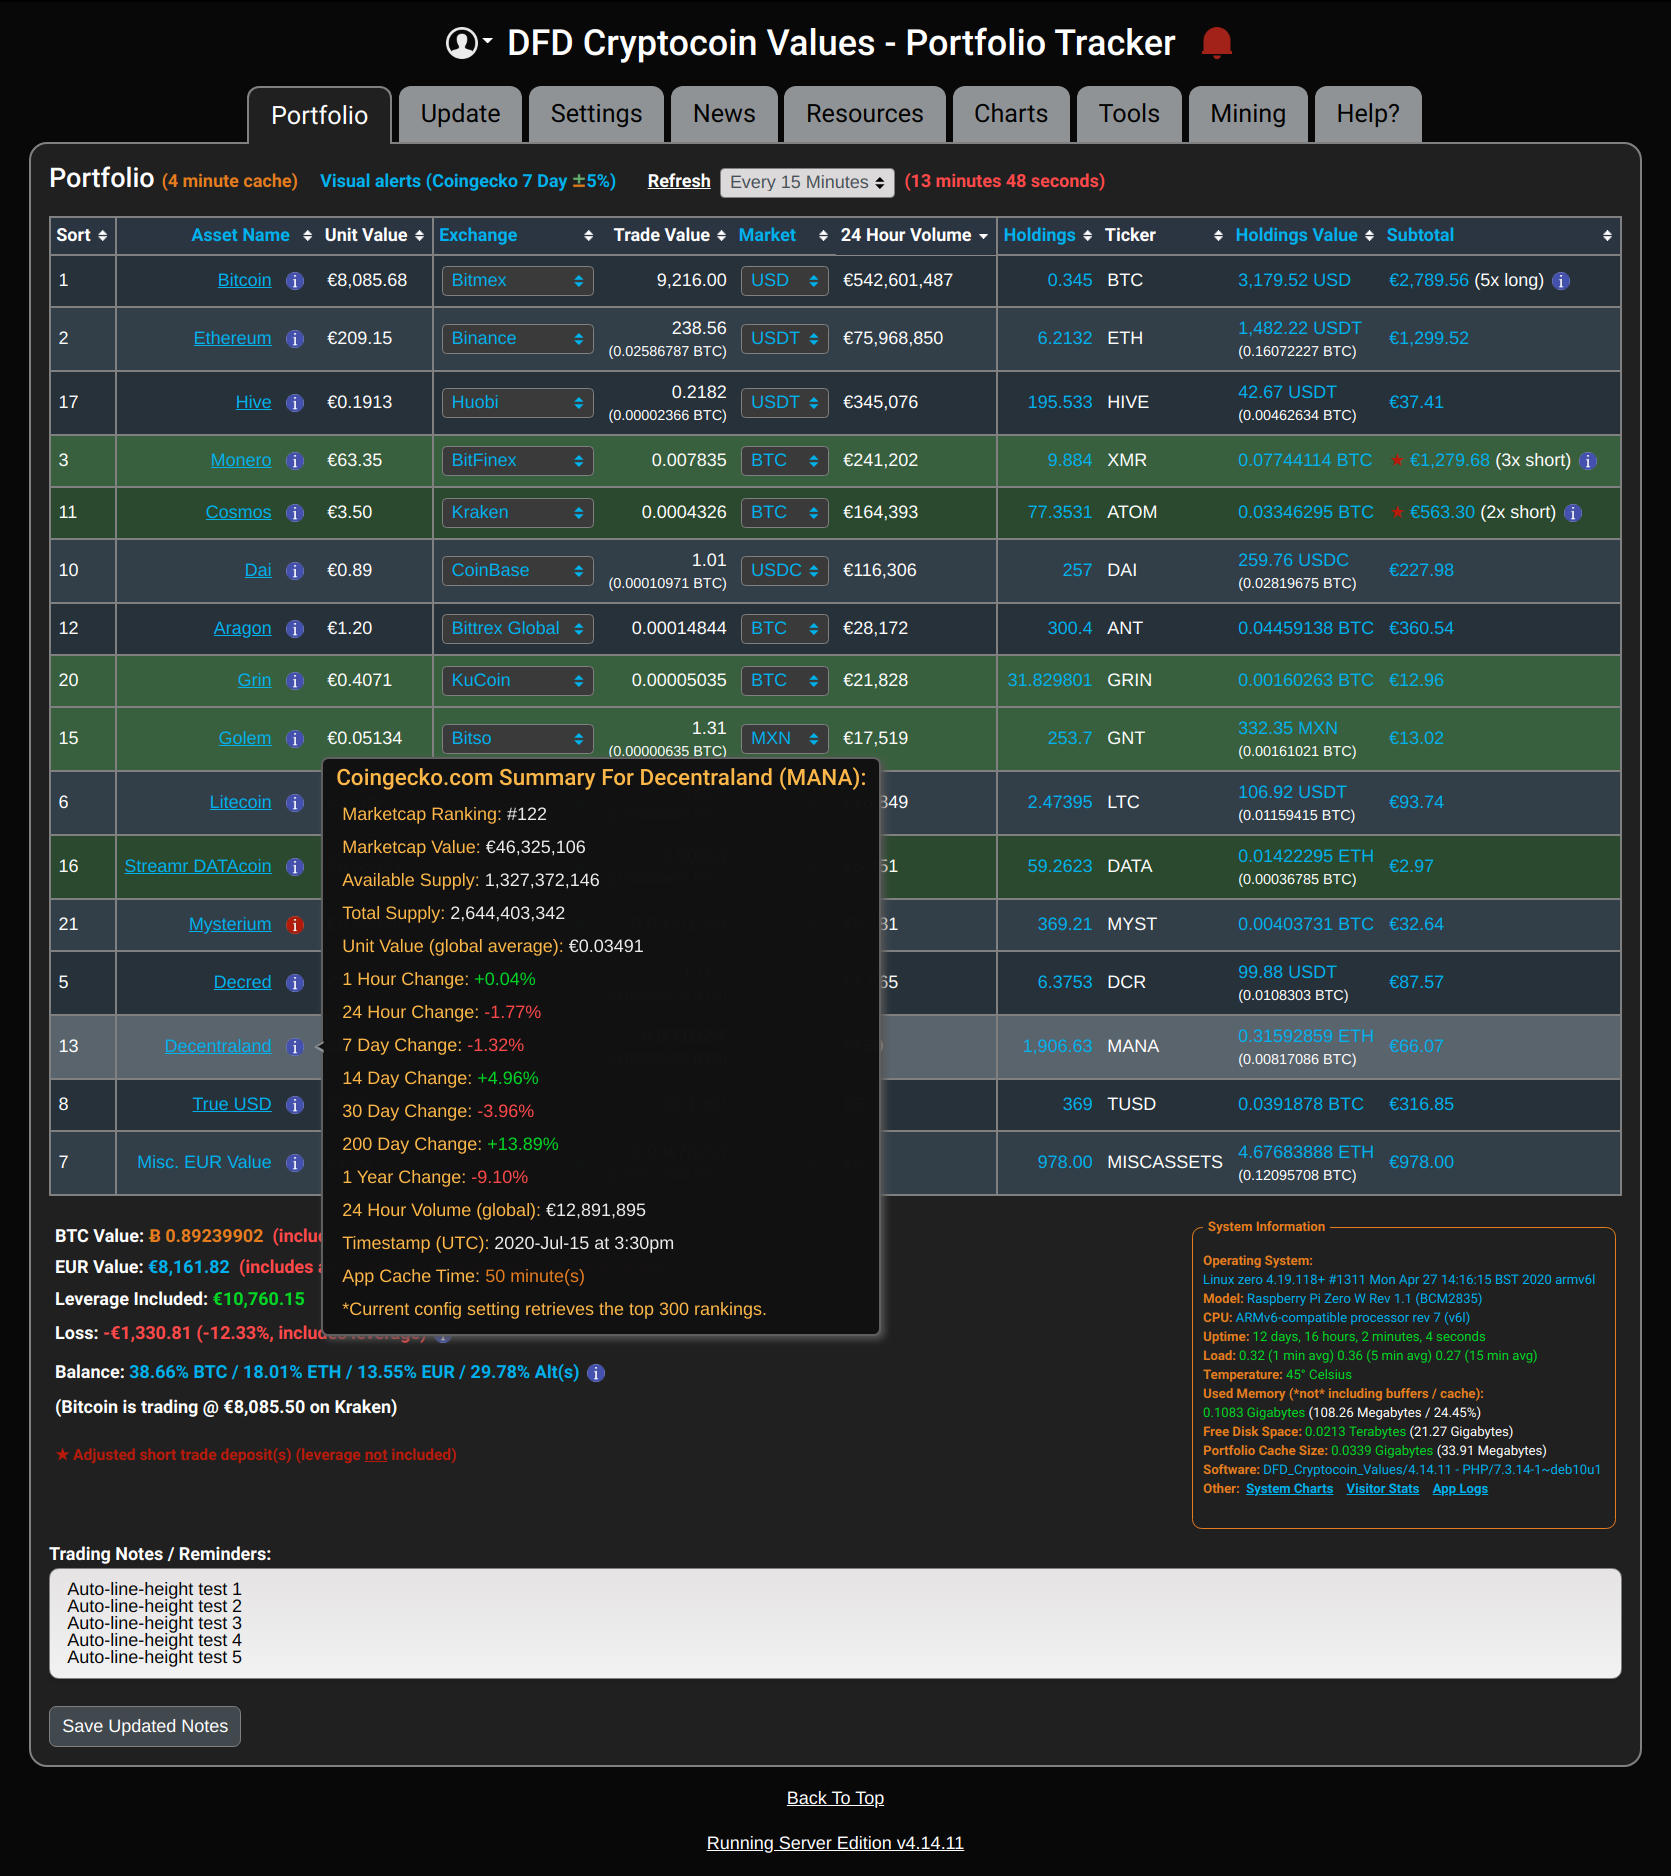 DFD Cryptocoin Values - Portfolio Tracker
Portfolio Update Settings News Resources Charts Tools Mining Help?
Portfolio (4 minute cache) Visual alerts (Coingecko 7 Day ±5%) Refresh Every 15 Minutes (13 minutes 48 seconds)
Sort Asset Name Unit Value Exchange Trade Value Market 24 Hour Volume Holdings Ticker Holdings Value Subtotal
1 Bitcoin €8,085.68 Bitmex 9,216.00 USD €542,601,487 0.345 BTC 3,179.52 USD €2,789.56 (5x long)
2 Ethereum €209.15 Binance 238.56 USDT €75,968,850 6.2132 ETH 1,482.22 USDT €1,299.52
(0.02586787 BTC) (0.16072227 BTC)
17 Hive €0.1913 Huobi 0.2182 USDT €345,076 195.533 HIVE 42.67 USDT €37.41
(0.00002366 BTC) (0.00462634 BTC)
3 Monero €63.35 BitFinex 0.007835 BTC €241,202 9.884 XMR 0.07744114 BTC ★ €1,279.68 (3x short)
11 Cosmos €3.50 Kraken 0.0004326 BTC €164,393 77.3531 ATOM 0.03346295 BTC ★ €563.30 (2x short)
10 Dai €0.89 CoinBase 1.01 USDC €116,306 257 DAI 259.76 USDC €227.98
(0.00010971 BTC) (0.02819675 BTC)
12 Aragon €1.20 Bittrex Global 0.00014844 BTC €28,172 300.4 ANT 0.04459138 BTC €360.54
20 Grin €0.4071 KuCoin 0.00005035 BTC €21,828 31.829801 GRIN 0.00160263 BTC €12.96
15 Golem €0.05134 Bitso 1.31 MXN €17,519 253.7 GNT 332.35 MXN €13.02
(0.00000635 BTC) (0.00161021 BTC)
6 Litecoin 849 2.47395 LTC 106.92 USDT €93.74
(0.01159415 BTC)
16 Streamr DATAcoin 51 59.2623 DATA 0.01422295 ETH €2.97
(0.00036785 BTC)
21 Mysterium 31 369.21 MYST 0.00403731 BTC €32.64
5 Decred 65 6.3753 DCR 99.88 USDT €87.57
(0.0108303 BTC)
13 Decentraland 1,906.63 MANA 0.31592859 ETH €66.07
(0.00817086 BTC)
8 True USD 369 TUSD 0.0391878 BTC €316.85
7 Misc. EUR Value 978.00 MISCASSETS 4.67683888 ETH €978.00
(0.12095708 BTC)
Coingecko.com Summary For Decentraland (MANA):
Marketcap Ranking: #122
Marketcap Value: €46,325,106
Available Supply: 1,327,372,146
Total Supply: 2,644,403,342
Unit Value (global average): €0.03491
1 Hour Change: +0.04%
24 Hour Change: -1.77%
7 Day Change: -1.32%
14 Day Change: +4.96%
30 Day Change: -3.96%
200 Day Change: +13.89%
1 Year Change: -9.10%
24 Hour Volume (global): €12,891,895
Timestamp (UTC): 2020-Jul-15 at 3:30pm
App Cache Time: 50 minute(s)
*Current config setting retrieves the top 300 rankings.
BTC Value: Ƀ 0.89239902 (inclu
EUR Value: €8,161.82 (includes
Leverage Included: €10,760.15
Loss: -€1,330.81 (-12.33%, includes leverage)
Balance: 38.66% BTC / 18.01% ETH / 13.55% EUR / 29.78% Alt(s)
(Bitcoin is trading @ €8,085.50 on Kraken)
★ Adjusted short trade deposit(s) (leverage not included)
System Information
Operating System:
Linux zero 4.19.118+ #1311 Mon Apr 27 14:16:15 BST 2020 armv6l
Model: Raspberry Pi Zero W Rev 1.1 (BCM2835)
CPU: ARMv6-compatible processor rev 7 (v6l)
Uptime: 12 days, 16 hours, 2 minutes, 4 seconds
Load: 0.32 (1 min avg) 0.36 (5 min avg) 0.27 (15 min avg)
Temperature: 45° Celsius
Used Memory (*not* including buffers / cache):
0.1083 Gigabytes (108.26 Megabytes / 24.45%)
Free Disk Space: 0.0213 Terabytes (21.27 Gigabytes)
Portfolio Cache Size: 0.0339 Gigabytes (33.91 Megabytes)
Software: DFD_Cryptocoin_Values/4.14.11 - PHP/7.3.14-1~deb10u1
Other: System Charts Visitor Stats App Logs
Trading Notes / Reminders:
Auto-line-height test 1
Auto-line-height test 2
Auto-line-height test 3
Auto-line-height test 4
Auto-line-height test 5
Save Updated Notes
Back To Top
Running Server Edition v4.14.11